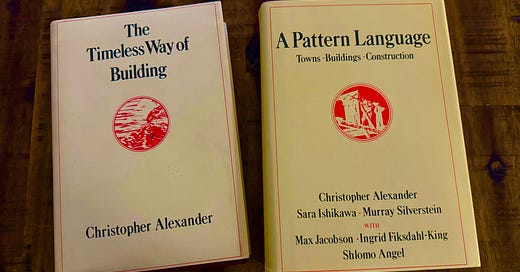 The
Timeless Way of
Building
Christopher Alexander
A Pattern Language
Towns · Buildings · Construction
Christopher Alexander
Sara Ishikawa · Murray Silverstein
WITH
Max Jacobson · Ingrid Fiksdahl-King
Shlomo Angel